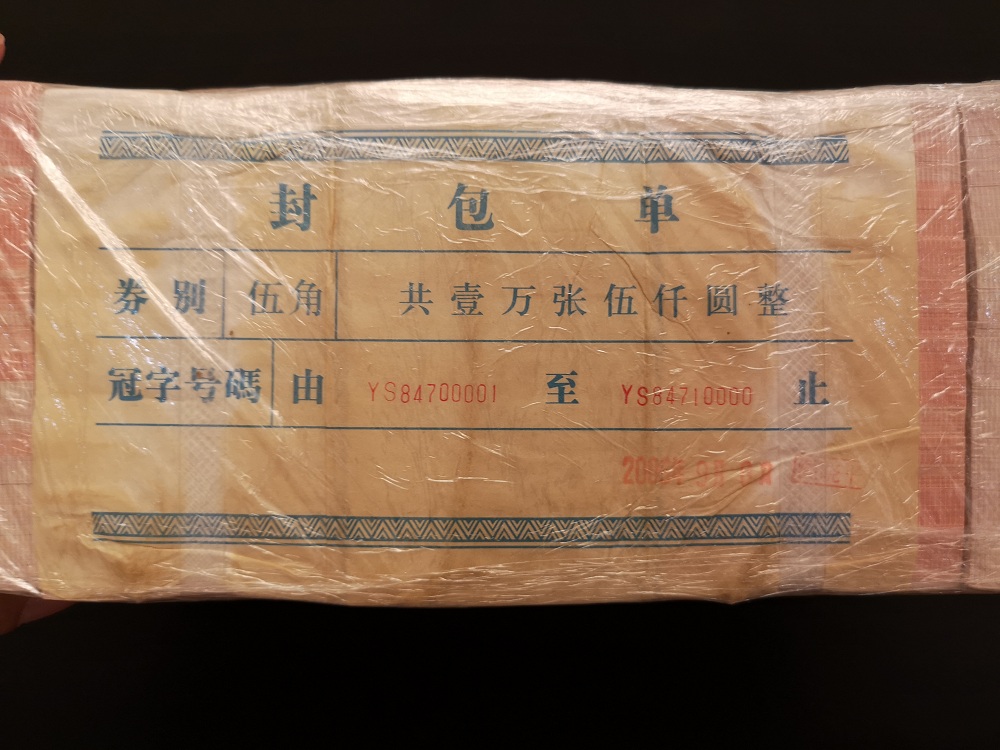 封包单
券别 伍角 共壹万张伍仟圆整
冠字号碼 由 YS84700001 至 YS84710000 止